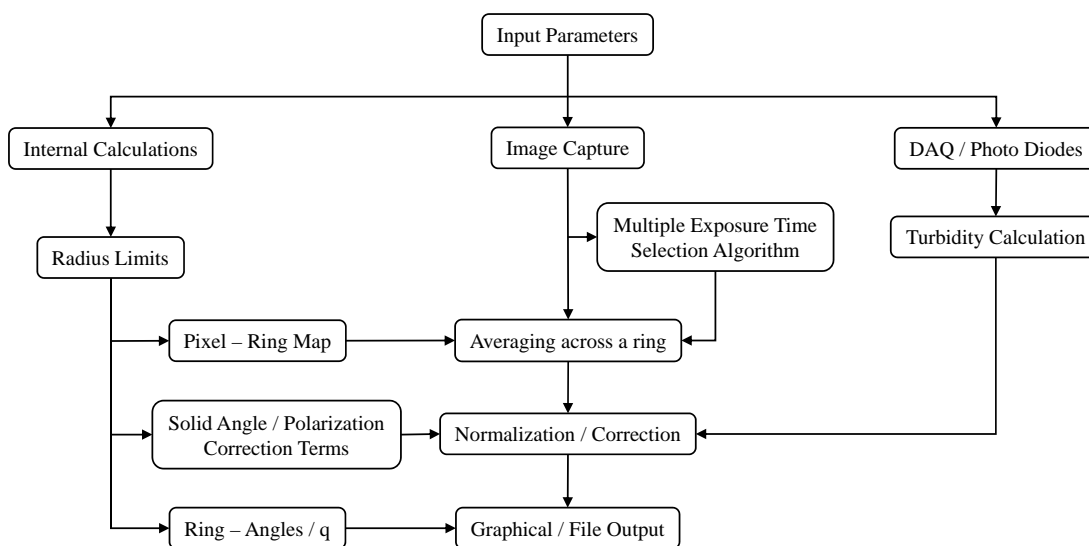 Input Parameters
Internal Calculations
Image Capture
DAQ / Photo Diodes
Multiple Exposure Time
Selection Algorithm
Turbidity Calculation
Radius Limits
Pixel – Ring Map
Averaging across a ring
Solid Angle / Polarization
Correction Terms
Normalization / Correction
Ring – Angles / q
Graphical / File Output